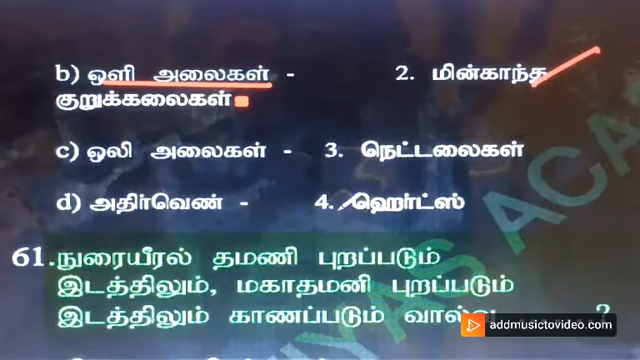 b) ஒளி அலைகள் - 2. மின்காந்த
குறுக்கலைகள்
c) ஒலி அலைகள் - 3. நெட்டலைகள்
d) அதிர்வெண் - 4. ஹெர்ட்ஸ்
61. நுரையீரல் தமணி புறப்படும்
இடத்திலும், மகாதமனி புறப்படும்
இடத்திலும் காணப்படும் வால்வு ?
addmusictovideo.com